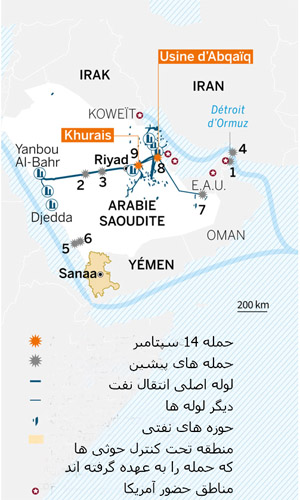 Usine d'Abqaïq
IRAK
IRAN
KOWEÏT
Détroit
d'Ormuz
Khurais
Yanbou
Al-Bahr
Riyad
9
8
4
1
2
3
E.A.U.
7
ARABIE
SAOUDITE
Djedda
OMAN
5
6
YÉMEN
Sanaa
200 km
حمله 14 سپتامبر
حمله های پیشین
لوله اصلی انتقال نفت
دیگر لوله ها
حوزه های نفتی
منطقه تحت کنترل حوثی ها
که حمله را به عهده گرفته اند
مناطق حضور آمریکا